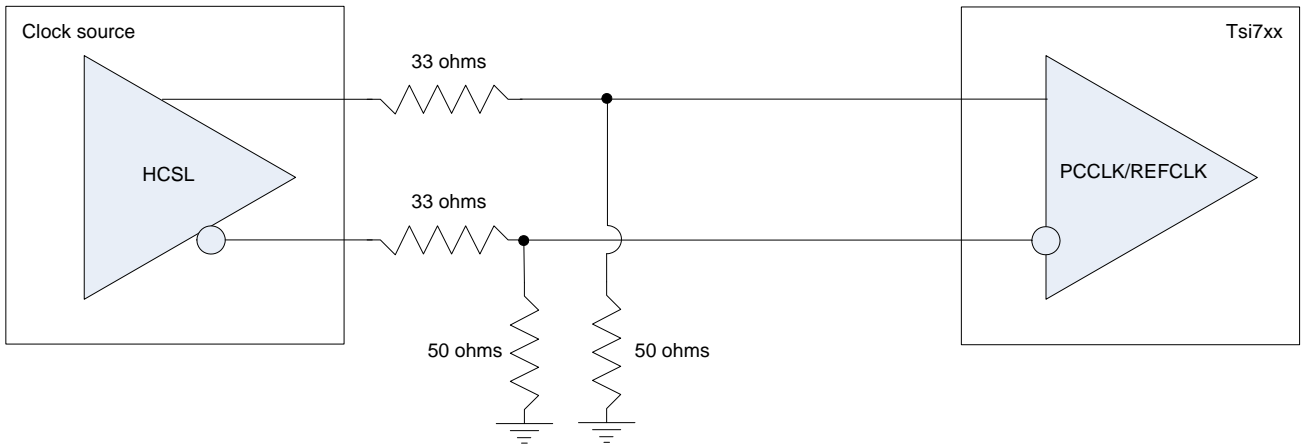 Clock source
Tsi7xx
33 ohms
HCSL
PCCLK/REFCLK
33 ohms
50 ohms
50 ohms